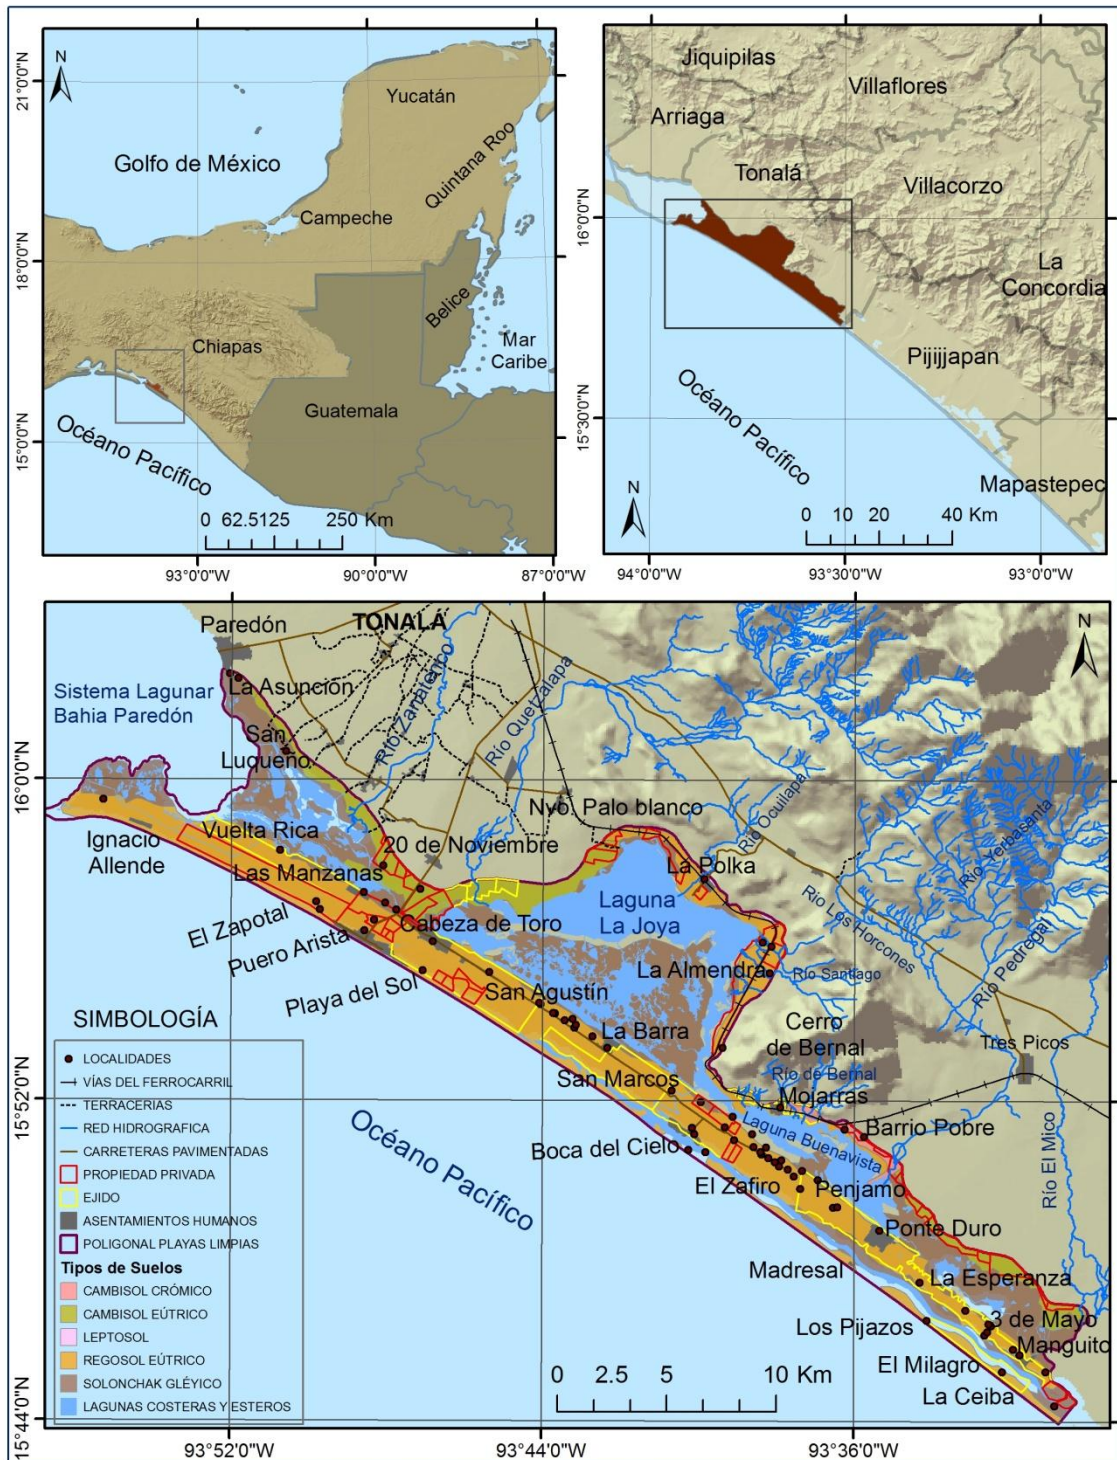 N
21°0'0"N
18°0'0"N
15°0'0"N
Yucatán
Golfo de México
Quintana Roo
Campeche
Belice
Mar
Caribe
Chiapas
Guatemala
Océano Pacífico
0 62.5125 250 Km
93°0'0"W
90°0'0"W
87°0'0"W
Jiquipilas
Villaflores
Arriaga
Tonalá
Villacorzo
16°0'0"N
La
Concordia
Pijijjapan
Océano Pacífico
15°30'0"N
Mapastepec
N
0 10 20 40 Km
94°0'0"W
93°30'0"W
93°0'0"W
Paredón
TONALA
N
Sistema Lagunar
Bahia Paredón
La Asunción
San
Luqueño
Río Zanatenco
Río Quetzalapa
16°0'0"N
Nvo. Palo blanco
Río Ocuilapa
Río Yerbasanta
Ignacio
Allende
Vuelta Rica
20 de Noviembre
Las Manzanas
La Polka
Laguna
La Joya
Río Los Horcones
El Zapotal
Cabeza de Toro
Puero Arista
Río Pedregal
La Almendra
Río Santiago
Playa del Sol
San Agustín
La Barra
Cerro
de Bernal
Tres Picos
San Marcos
Río de Bernal
Mojarras
15°52'0"N
Océano Pacífico
Laguna Buenavista
Barrio Pobre
Boca del Cielo
Río El Mico
El Zafiro
Penjamo
Ponte Duro
Madresal
La Esperanza
Los Pijazos
3 de Mayo
Manguito
El Milagro
La Ceiba
15°44'0"N
SIMBOLOGÍA
LOCALIDADES
VÍAS DEL FERROCARRIL
TERRACERIAS
RED HIDROGRAFICA
CARRETERAS PAVIMENTADAS
PROPIEDAD PRIVADA
EJIDO
ASENTAMIENTOS HUMANOS
POLIGONAL PLAYAS LIMPIAS
Tipos de Suelos
CAMBISOL CRÓMICO
CAMBISOL EÚTRICO
LEPTOSOL
REGOSOL EÚTRICO
SOLONCHAK GLÉYICO
LAGUNAS COSTERAS Y ESTEROS
0 2.5 5 10 Km
93°52'0"W
93°44'0"W
93°36'0"W